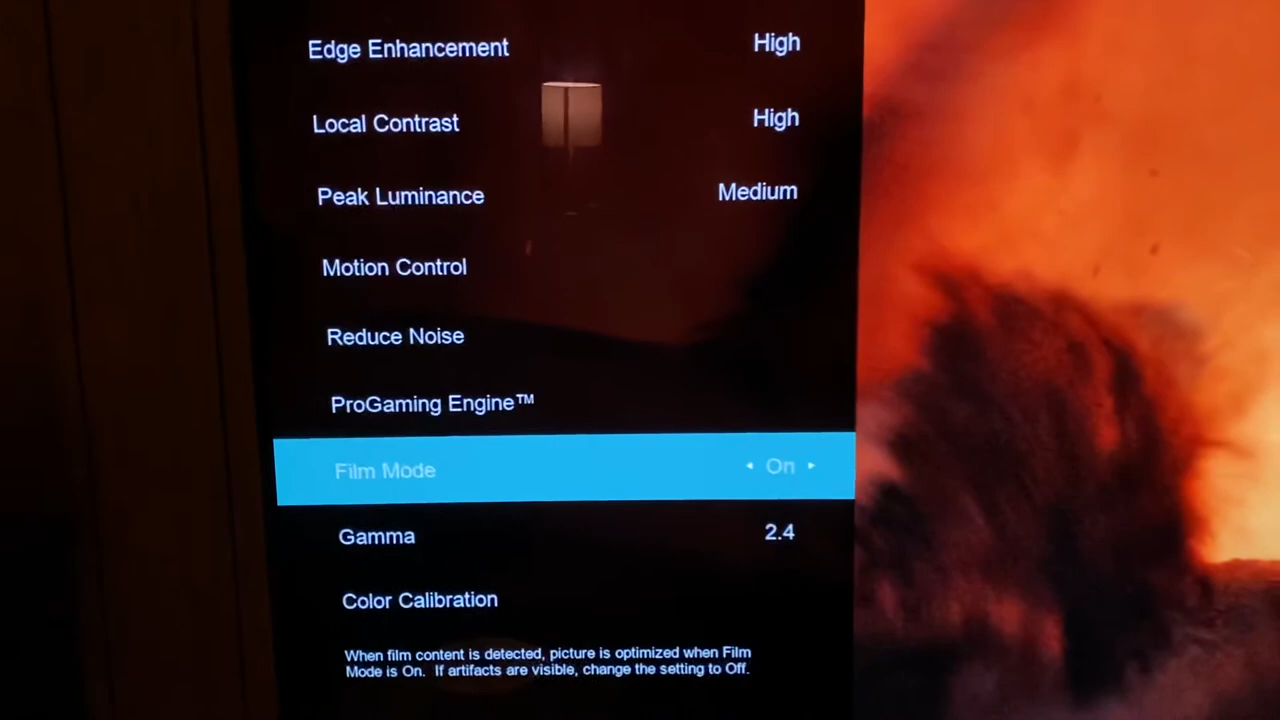 Edge Enhancement High
Local Contrast High
Peak Luminance Medium
Motion Control
Reduce Noise
ProGaming Engine™
Film Mode ◂ On ▸
Gamma 2.4
Color Calibration
When film content is detected, picture is optimized when Film
Mode is On. If artifacts are visible, change the setting to Off.